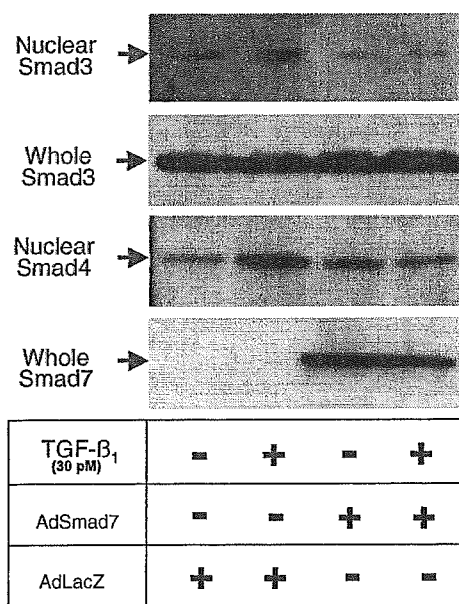 Nuclear
Smad3
Whole
Smad3
Nuclear
Smad4
Whole
Smad7
TGF-β₁ - + - +
(30 pM)
AdSmad7 - - + +
AdLacZ + + - -